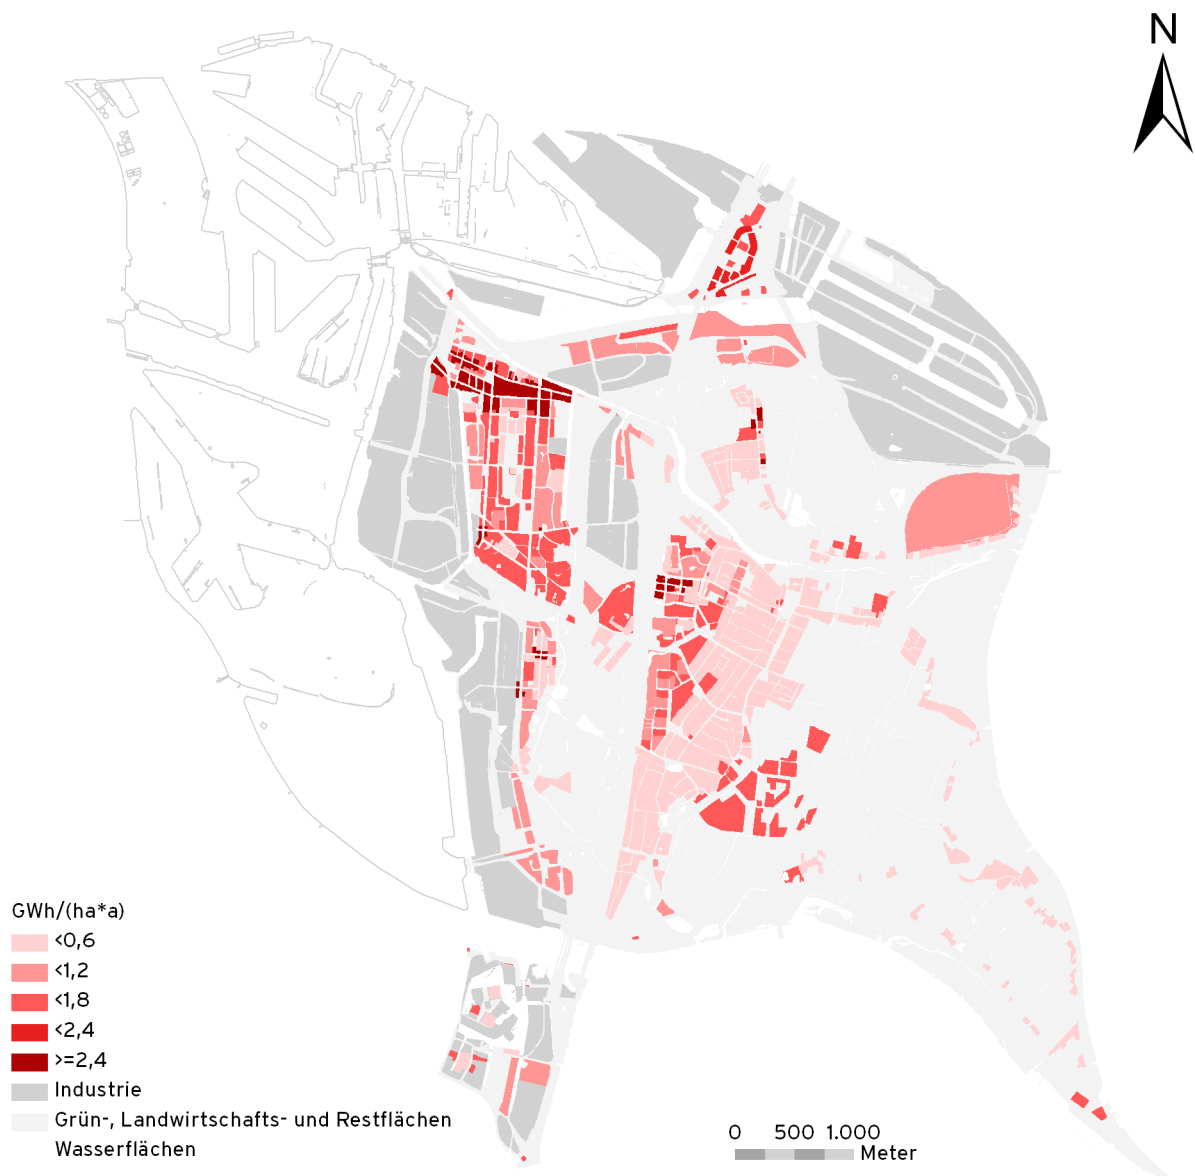 N
GWh/(ha*a)
<0,6
<1,2
<1,8
<2,4
>=2,4
Industrie
Grün-, Landwirtschafts- und Restflächen
Wasserflächen
0 500 1.000
Meter